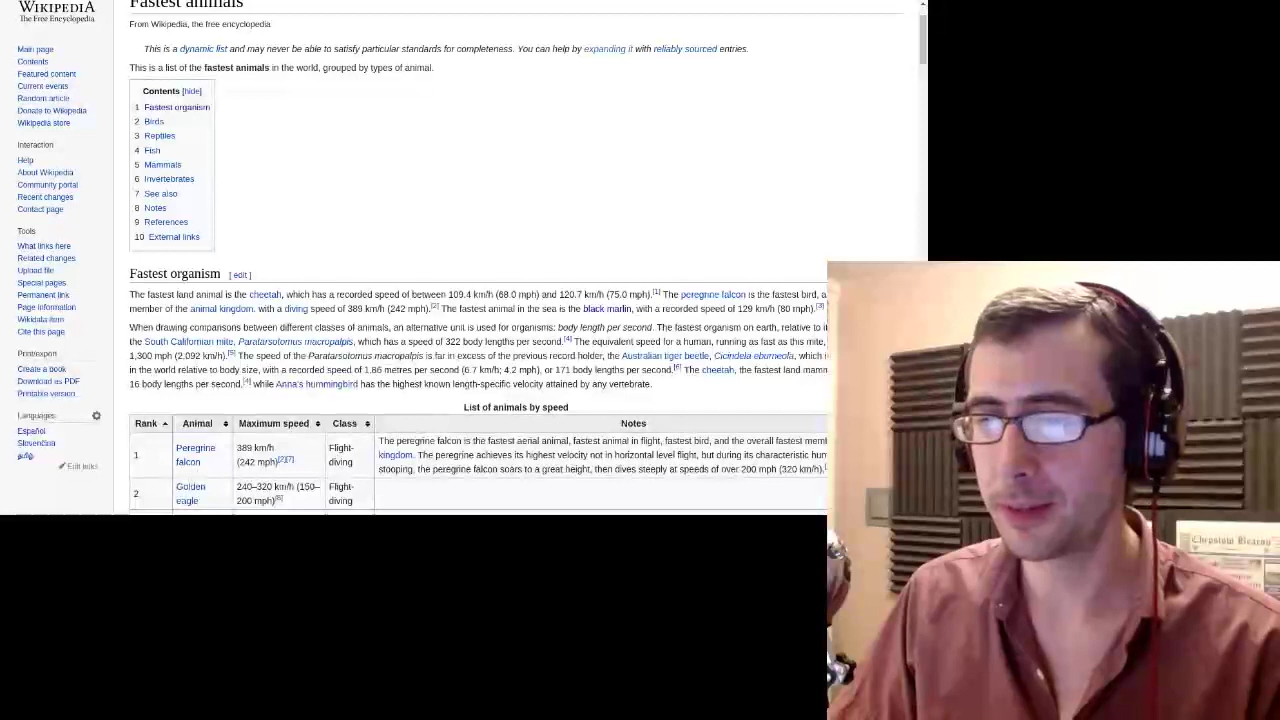 Fastest animals
WIKIPEDIA
The Free Encyclopedia
From Wikipedia, the free encyclopedia
This is a dynamic list and may never be able to satisfy particular standards for completeness. You can help by expanding it with reliably sourced entries.
This is a list of the fastest animals in the world, grouped by types of animal.
Main page
Contents
Featured content
Current events
Random article
Donate to Wikipedia
Wikipedia store
Interaction
Help
About Wikipedia
Community portal
Recent changes
Contact page
Tools
What links here
Related changes
Upload file
Special pages
Permanent link
Page information
Wikidata item
Cite this page
Print/export
Create a book
Download as PDF
Printable version
Languages
Español
Slovenčina
தமிழ்
Edit links
Contents [hide]
1 Fastest organism
2 Birds
3 Reptiles
4 Fish
5 Mammals
6 Invertebrates
7 See also
8 Notes
9 References
10 External links
Fastest organism [ edit ]
The fastest land animal is the cheetah, which has a recorded speed of between 109.4 km/h (68.0 mph) and 120.7 km/h (75.0 mph).[1] The peregrine falcon is the fastest bird, a
member of the animal kingdom, with a diving speed of 389 km/h (242 mph).[2] The fastest animal in the sea is the black marlin, with a recorded speed of 129 km/h (80 mph).[3]
When drawing comparisons between different classes of animals, an alternative unit is used for organisms: body length per second. The fastest organism on earth, relative to
the South Californian mite, Paratarsotomus macropalpis, which has a speed of 322 body lengths per second.[4] The equivalent speed for a human, running as fast as this mite,
1,300 mph (2,092 km/h).[5] The speed of the Paratarsotomus macropalpis is far in excess of the previous record holder, the Australian tiger beetle, Cicindela eburneola, which
in the world relative to body size, with a recorded speed of 1.86 metres per second (6.7 km/h; 4.2 mph), or 171 body lengths per second.[6] The cheetah, the fastest land mam
16 body lengths per second,[4] while Anna's hummingbird has the highest known length-specific velocity attained by any vertebrate.
List of animals by speed
Rank Animal Maximum speed Class Notes
1 Peregrine falcon 389 km/h (242 mph)[2][7] Flight-diving
The peregrine falcon is the fastest aerial animal, fastest animal in flight, fastest bird, and the overall fastest mem
kingdom. The peregrine achieves its highest velocity not in horizontal level flight, but during its characteristic hun
stooping, the peregrine falcon soars to a great height, then dives steeply at speeds of over 200 mph (320 km/h).
2 Golden eagle 240–320 km/h (150–200 mph)[8] Flight-diving
Chepstow Beacon